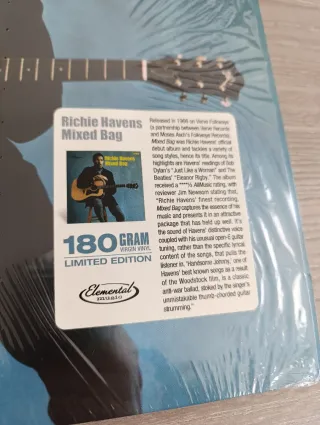 Richie Havens
Mixed Bag
Richie Havens
Mixed Bag
180 GRAM
VIRGIN VINYL
LIMITED EDITION
Elemental
MUSIC
Released in 1966 on Verve Folkways
(a partnership between Verve Records
and Moses Asch's Folkways Records),
Mixed Bag was Richie Havens' official
debut album and tackles a variety of
song styles, hence its title. Among its
highlights are Havens' readings of Bob
Dylan's "Just Like a Woman" and The
Beatles' "Eleanor Rigby." The album
received a ****½ AllMusic rating, with
reviewer Jim Newsom stating that,
"Richie Havens' finest recording,
Mixed Bag captures the essence of his
music and presents it in an attractive
package that has held up well. It's
the sound of Havens' distinctive voice
coupled with his unusual open-E guitar
tuning, rather than the specific lyrical
content of the songs, that pulls the
listener in. 'Handsome Johnny,' one of
Havens' best known songs as a result
of the Woodstock film, is a classic
anti-war ballad, stoked by the singer's
unmistakable thumb-chorded guitar
strumming."